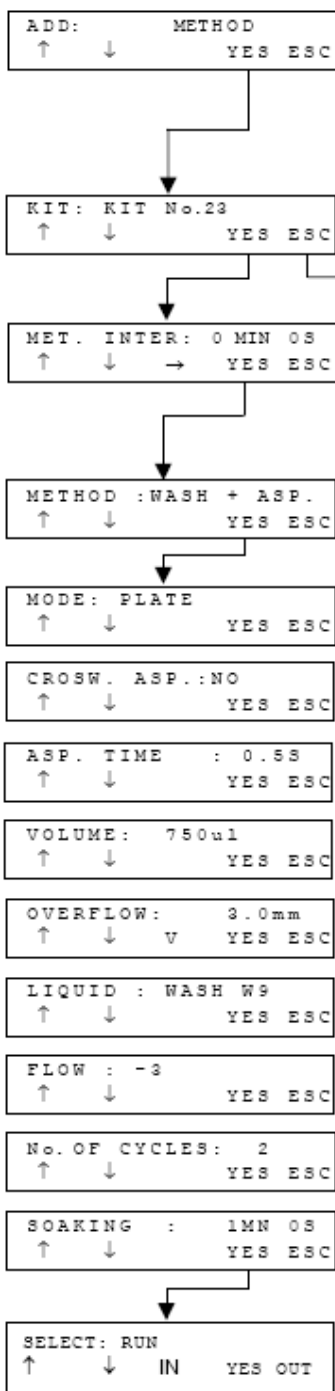 ADD: METHOD
↑ ↓ YES ESC
KIT: KIT No.23
↑ ↓ YES ESC
MET. INTER: 0 MIN 0S
↑ ↓ → YES ESC
METHOD :WASH + ASP.
↑ ↓ YES ESC
MODE: PLATE
↑ ↓ YES ESC
CROSW. ASP.:NO
↑ ↓ YES ESC
ASP. TIME : 0.5S
↑ ↓ YES ESC
VOLUME: 750ul
↑ ↓ YES ESC
OVERFLOW: 3.0mm
↑ ↓ V YES ESC
LIQUID : WASH W9
↑ ↓ YES ESC
FLOW : -3
↑ ↓ YES ESC
No.OF CYCLES: 2
↑ ↓ YES ESC
SOAKING : 1MN 0S
↑ ↓ YES ESC
SELECT: RUN
↑ ↓ IN YES OUT